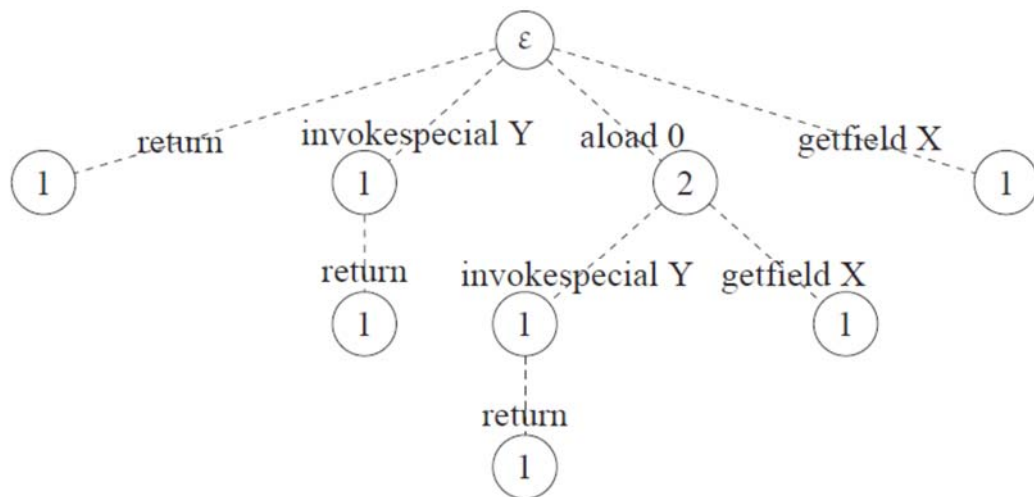 ε
return invokespecial Y aload 0 getfield X
1 1 2 1
return invokespecial Y getfield X
1 1 1
return
1